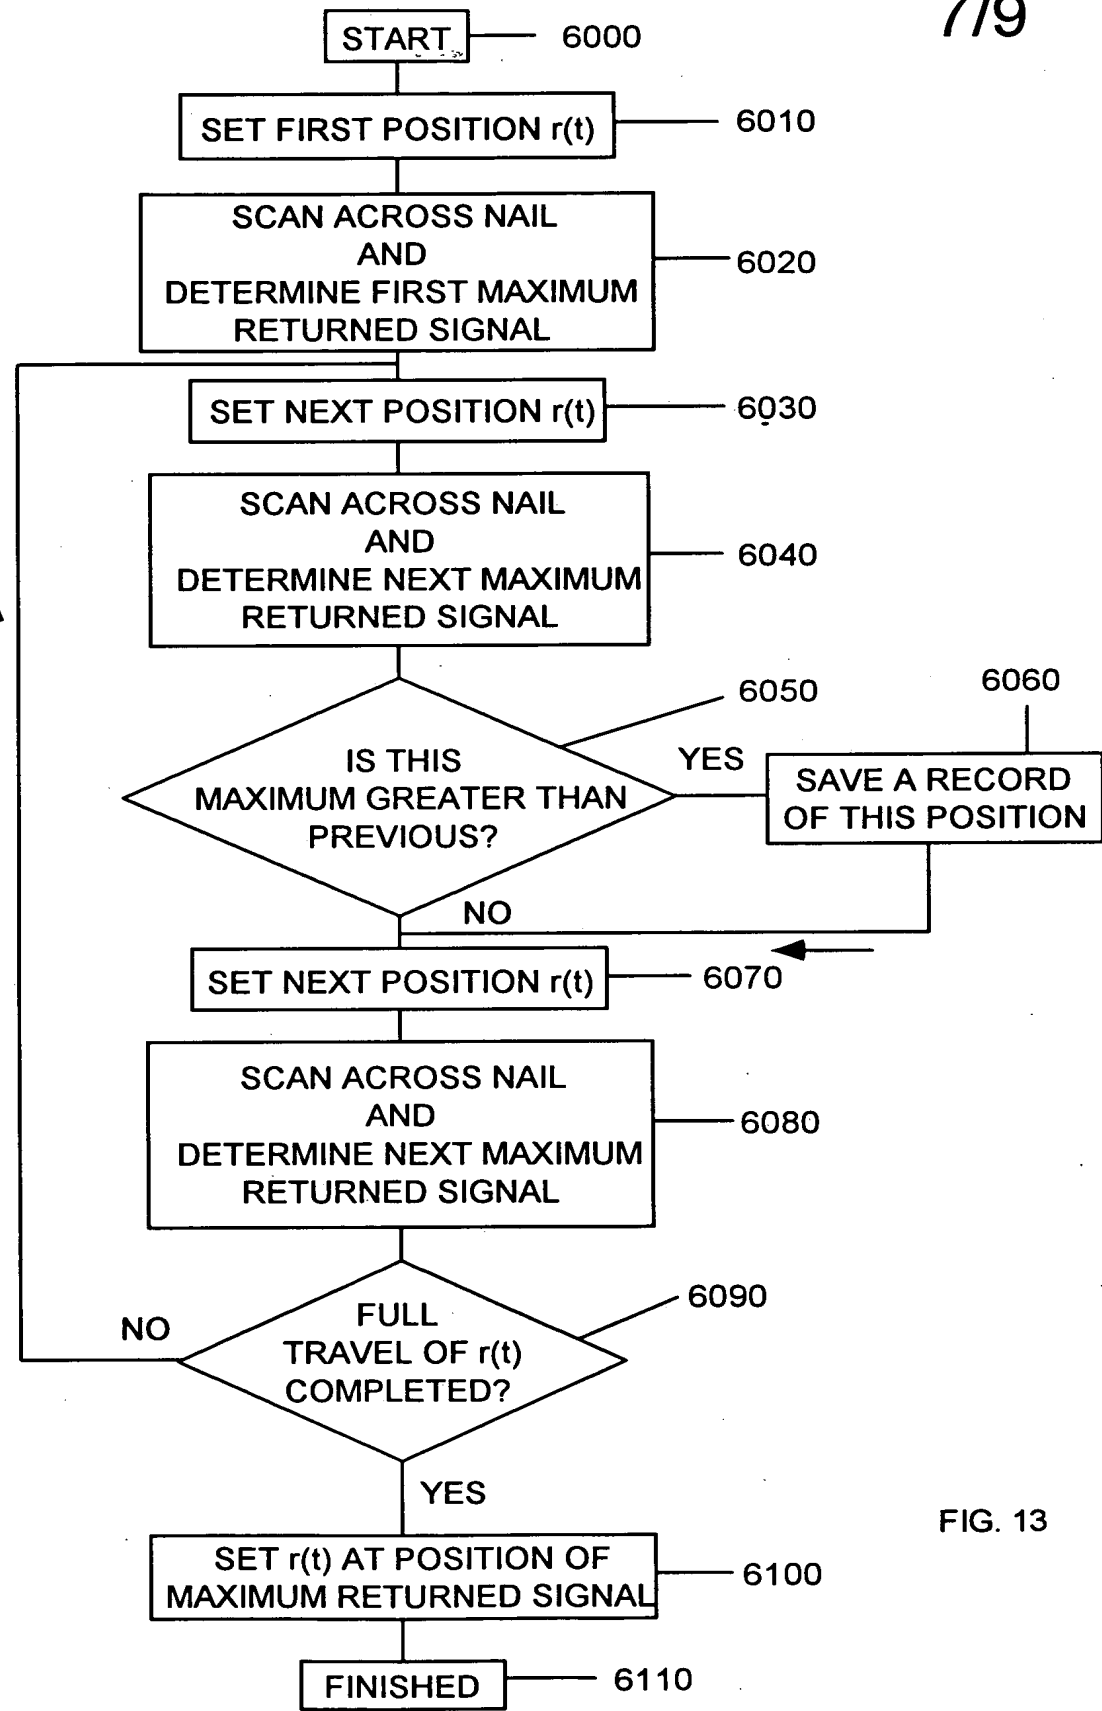 7/9
START
6000
SET FIRST POSITION r(t)
6010
SCAN ACROSS NAIL
AND
DETERMINE FIRST MAXIMUM
RETURNED SIGNAL
6020
SET NEXT POSITION r(t)
6030
SCAN ACROSS NAIL
AND
DETERMINE NEXT MAXIMUM
RETURNED SIGNAL
6040
IS THIS
MAXIMUM GREATER THAN
PREVIOUS?
6050
YES
6060
SAVE A RECORD
OF THIS POSITION
NO
SET NEXT POSITION r(t)
6070
SCAN ACROSS NAIL
AND
DETERMINE NEXT MAXIMUM
RETURNED SIGNAL
6080
FULL
TRAVEL OF r(t)
COMPLETED?
6090
NO
YES
SET r(t) AT POSITION OF
MAXIMUM RETURNED SIGNAL
6100
FINISHED
6110
FIG. 13